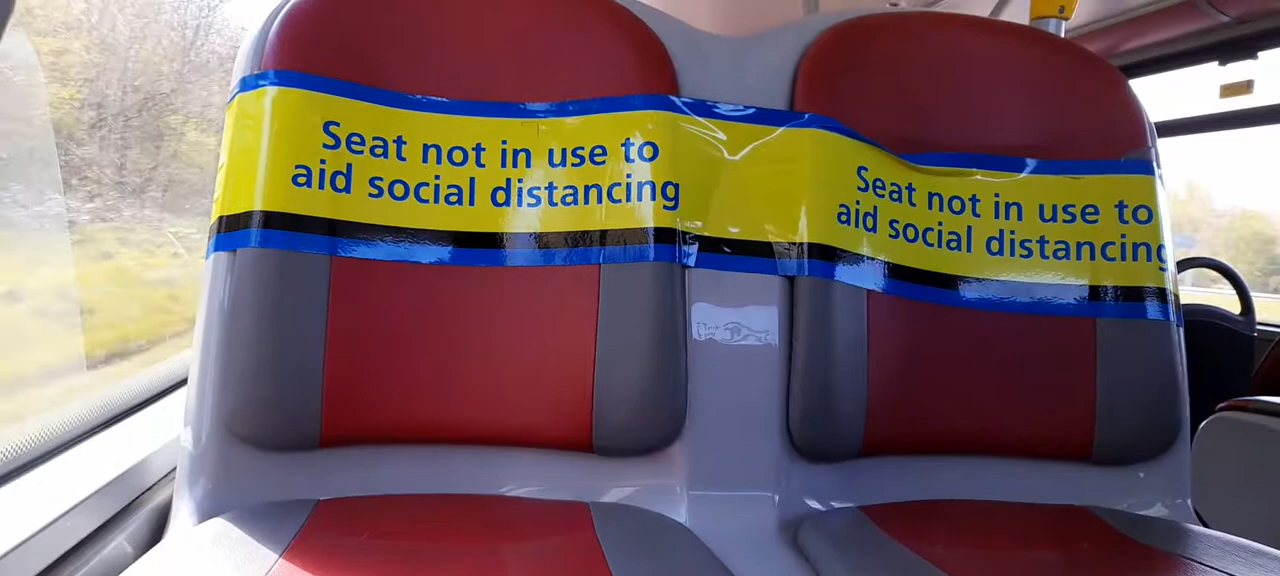 Seat not in use to
aid social distancing
Seat not in use to
aid social distancing